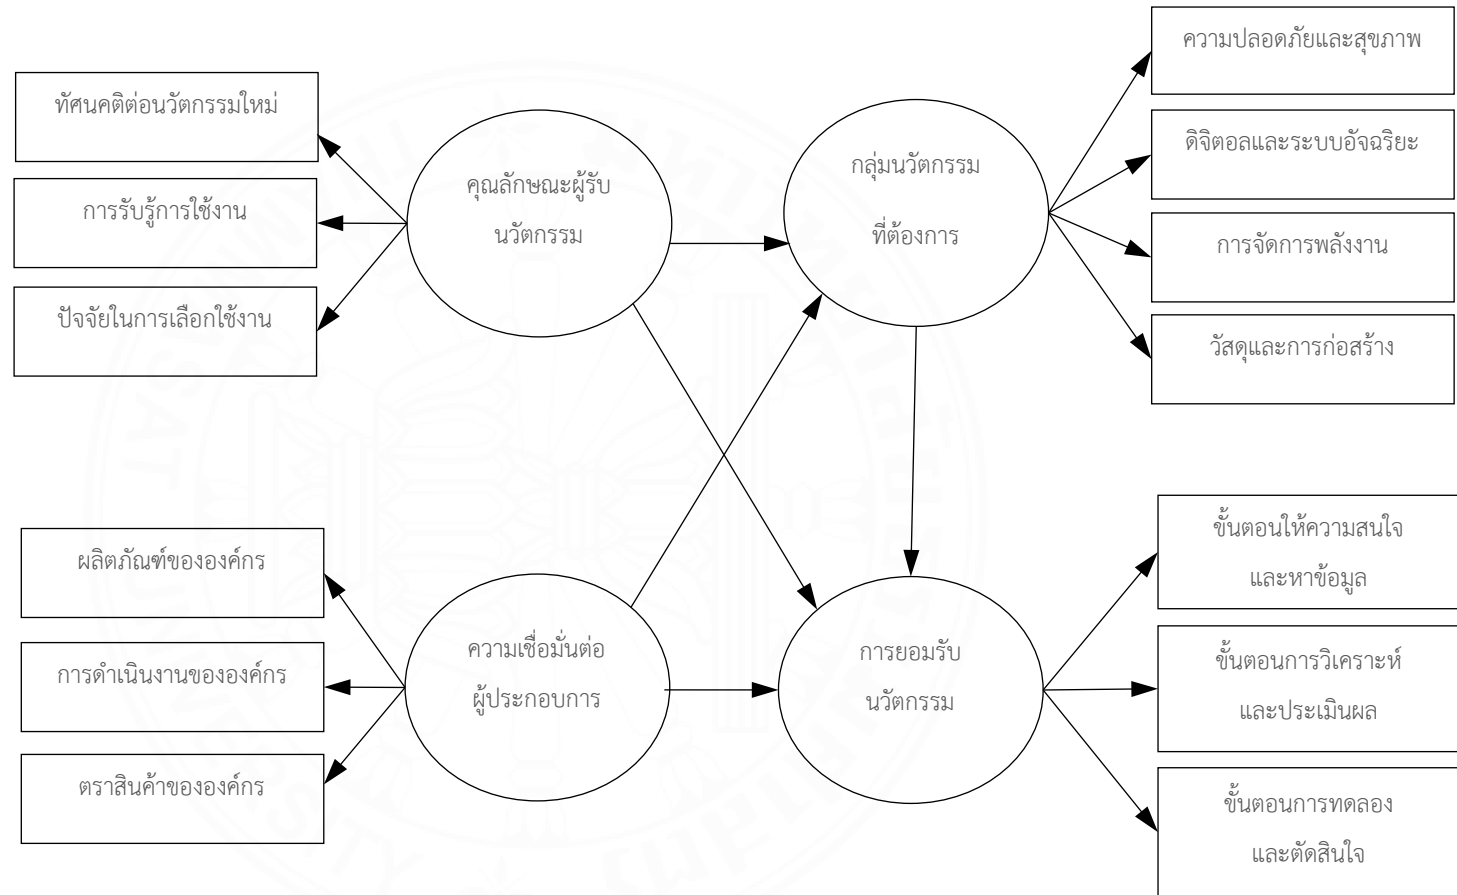 ความปลอดภัยและสุขภาพ
ทัศนคติต่อนวัตกรรมใหม่
ดิจิตอลและระบบอัจฉริยะ
กลุ่มนวัตกรรม
ที่ต้องการ
คุณลักษณะผู้รับ
นวัตกรรม
การรับรู้การใช้งาน
การจัดการพลังงาน
ปัจจัยในการเลือกใช้งาน
วัสดุและการก่อสร้าง
ผลิตภัณฑ์ขององค์กร
ขั้นตอนให้ความสนใจ
และหาข้อมูล
ความเชื่อมั่นต่อ
ผู้ประกอบการ
การยอมรับ
นวัตกรรม
การดำเนินงานขององค์กร
ขั้นตอนการวิเคราะห์
และประเมินผล
ตราสินค้าขององค์กร
ขั้นตอนการทดลอง
และตัดสินใจ